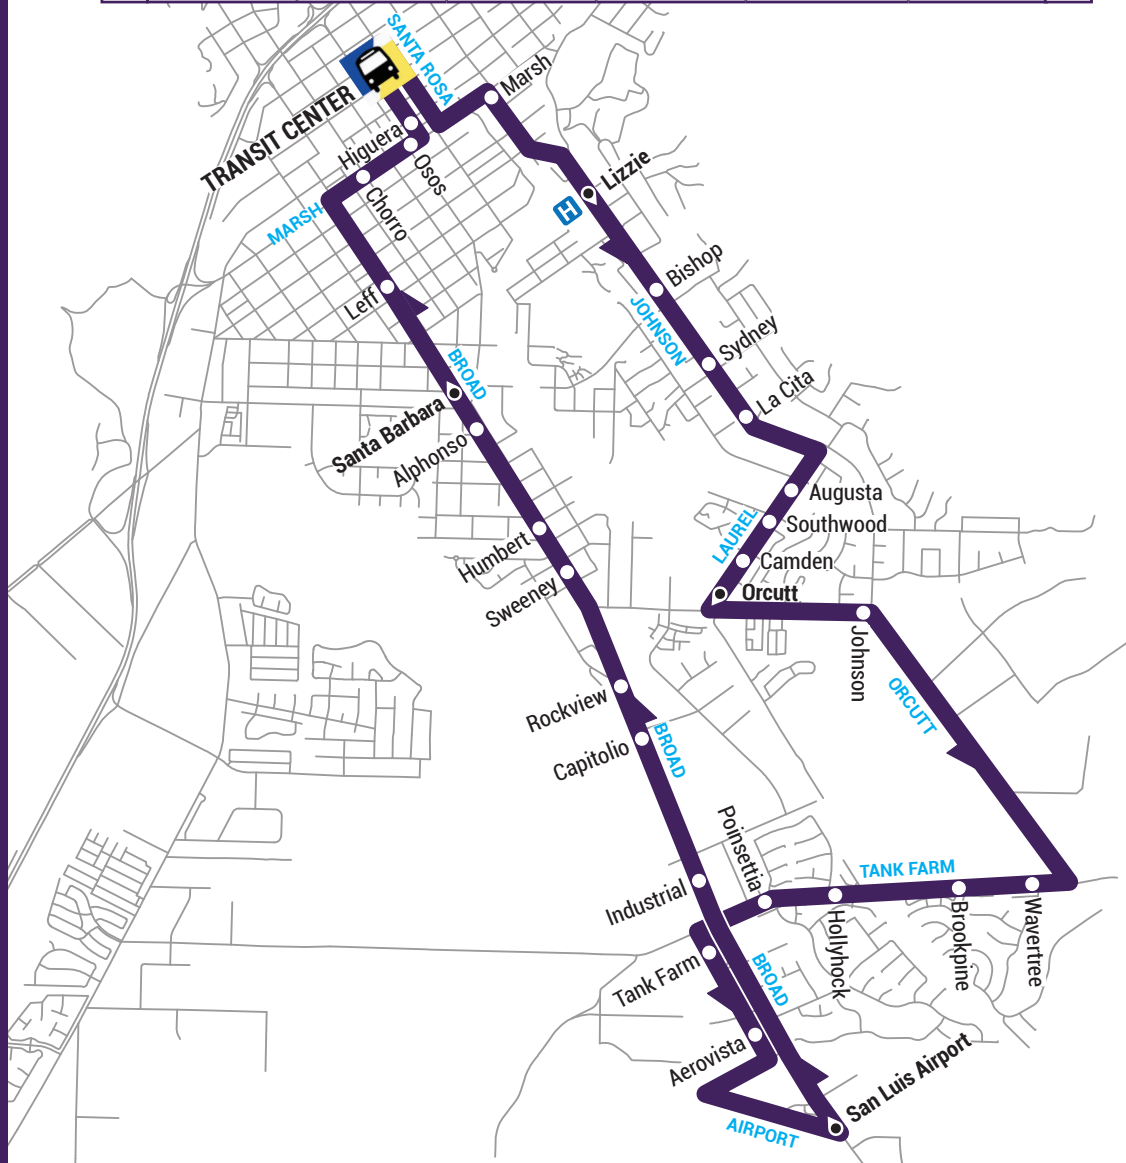 SANTA ROSA
Marsh
TRANSIT CENTER
Higuera
Osos
Lizzie
H
Chorro
MARSH
Bishop
Leff
JOHNSON
Sydney
BROAD
La Cita
Santa Barbara
Alphonso
Augusta
Southwood
LAUREL
Camden
Humbert
Sweeney
Orcutt
Johnson
ORCUTT
Rockview
BROAD
Capitolio
Poinsettia
TANK FARM
Industrial
Hollyhock
Brookpine
Wavertree
Tank Farm
BROAD
Aerovista
San Luis Airport
AIRPORT